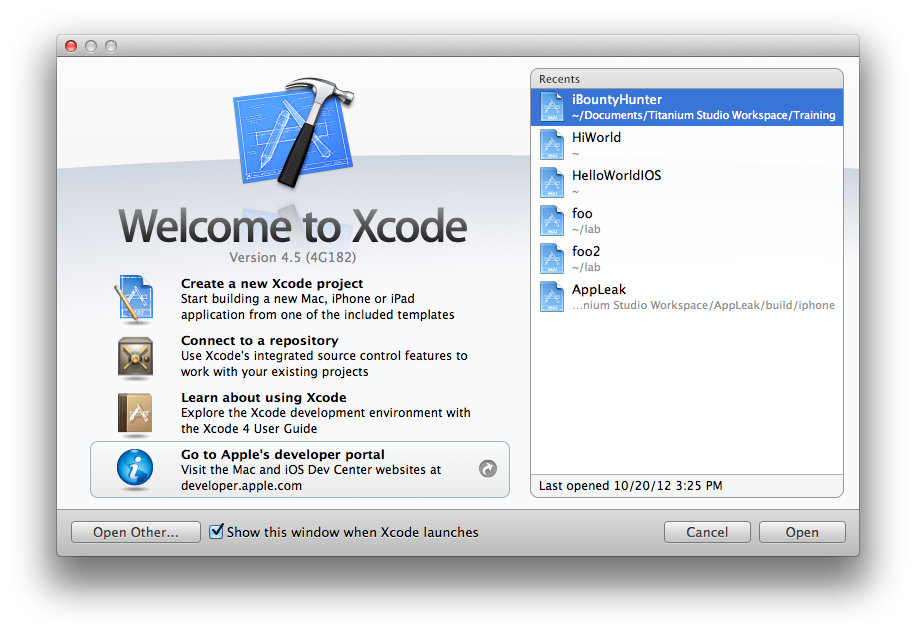 Welcome to Xcode
Version 4.5 (4G182)
Create a new Xcode project
Start building a new Mac, iPhone or iPad
application from one of the included templates
Connect to a repository
Use Xcode's integrated source control features to
work with your existing projects
Learn about using Xcode
Explore the Xcode development environment with
the Xcode 4 User Guide
Go to Apple's developer portal
Visit the Mac and iOS Dev Center websites at
developer.apple.com
Recents
iBountyHunter
~/Documents/Titanium Studio Workspace/Training
HiWorld
~
HelloWorldIOS
~
foo
~/lab
foo2
~/lab
AppLeak
...nium Studio Workspace/AppLeak/build/iphone
Last opened 10/20/12 3:25 PM
Open Other...
Show this window when Xcode launches
Cancel
Open